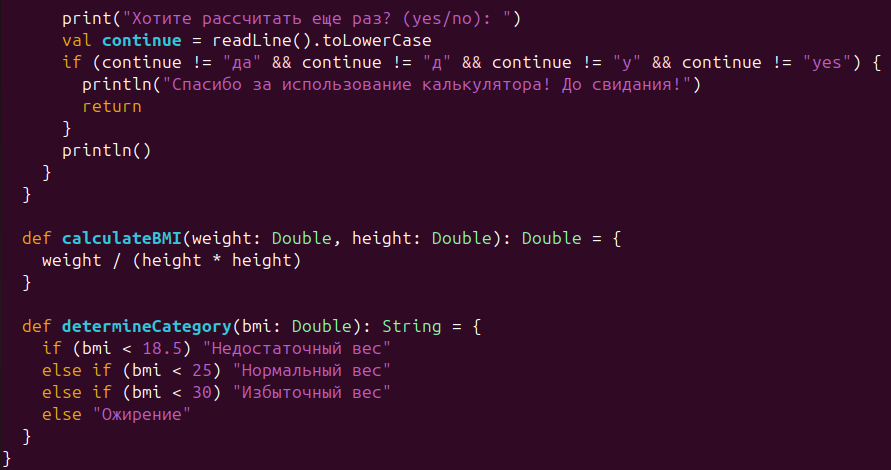 print("Хотите рассчитать еще раз? (yes/no): ")
val continue = readLine().toLowerCase
if (continue != "да" && continue != "д" && continue != "y" && continue != "yes") {
println("Спасибо за использование калькулятора! До свидания!")
return
}
println()
}
}
def calculateBMI(weight: Double, height: Double): Double = {
weight / (height * height)
}
def determineCategory(bmi: Double): String = {
if (bmi < 18.5) "Недостаточный вес"
else if (bmi < 25) "Нормальный вес"
else if (bmi < 30) "Избыточный вес"
else "Ожирение"
}
}